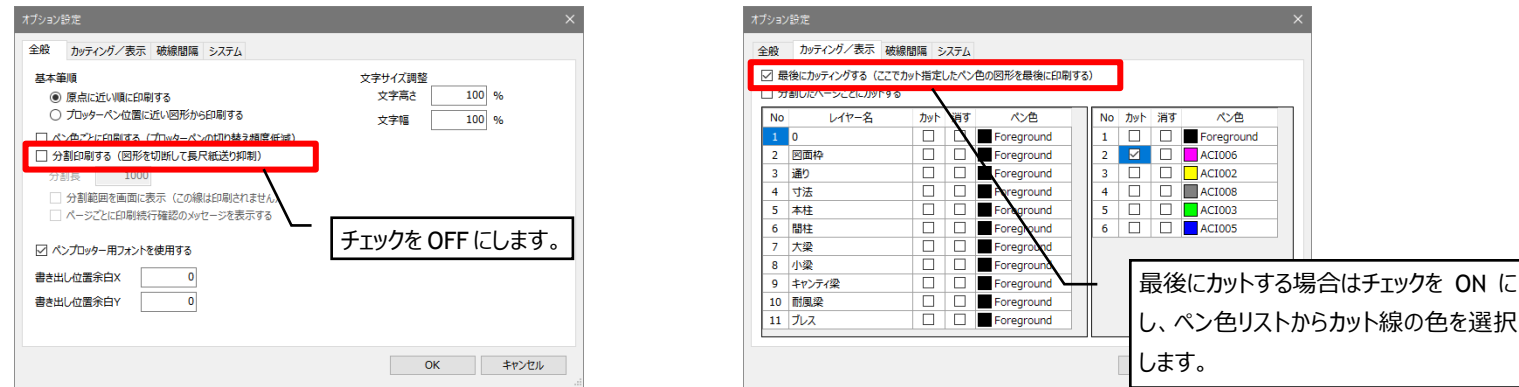 オプション設定
全般 カッティング／表示 破線間隔 システム
基本筆順
原点に近い順に印刷する
プロッターペン位置に近い図形から印刷する
ペン色ごとに印刷する（プロッターペンの切り替え頻度低減）
分割印刷する（図形を切断して長尺紙送り抑制）
分割長 1000
分割範囲を画面に表示（この線は印刷されません）
ページごとに印刷続行確認のメッセージを表示する
ペンプロッター用フォントを使用する
書き出し位置余白X 0
書き出し位置余白Y 0
文字サイズ調整
文字高さ 100 %
文字幅 100 %
チェックを OFF にします。
OK キャンセル
オプション設定
全般 カッティング／表示 破線間隔 システム
最後にカッティングする（ここでカット指定したペン色の図形を最後に印刷する）
分割したページごとにカットする
No レイヤー名 カット 消す ペン色
1 0 Foreground
2 図面枠 Foreground
3 通り Foreground
4 寸法 Foreground
5 本柱 Foreground
6 間柱 Foreground
7 大梁 Foreground
8 小梁 Foreground
9 キャンティ梁 Foreground
10 耐風梁 Foreground
11 ブレス Foreground
No カット 消す ペン色
1 Foreground
2 ACI006
3 ACI002
4 ACI008
5 ACI003
6 ACI005
最後にカットする場合はチェックを ON に
し、ペン色リストからカット線の色を選択
します。